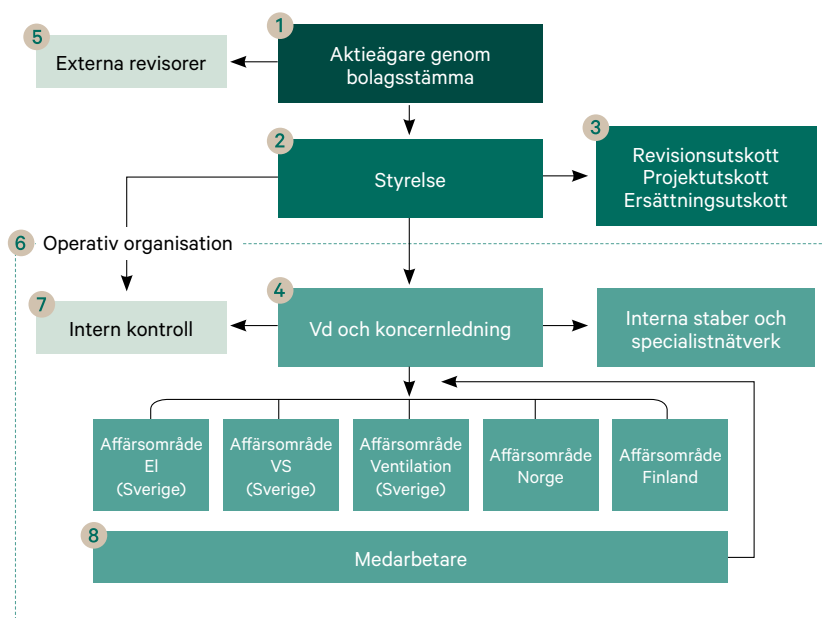 1
Aktieägare genom
bolagsstämma
5
Externa revisorer
2
Styrelse
3
Revisionsutskott
Projektutskott
Ersättningsutskott
6 Operativ organisation
7
Intern kontroll
4
Vd och koncernledning
Interna staber och
specialistnätverk
Affärsområde
El
(Sverige)
Affärsområde
VS
(Sverige)
Affärsområde
Ventilation
(Sverige)
Affärsområde
Norge
Affärsområde
Finland
8
Medarbetare